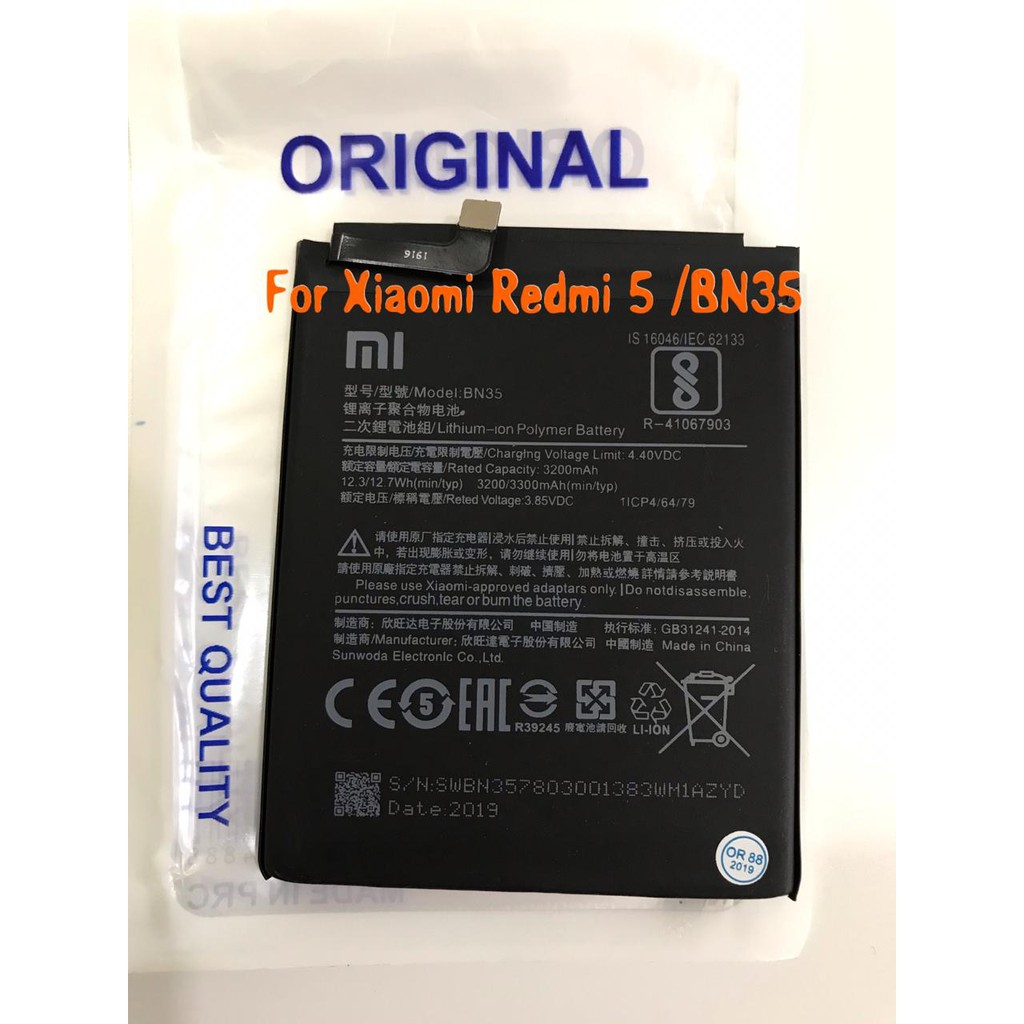 ORIGINAL
9161
For Xiaomi Redmi 5 /BN35
mi
IS 16046/IEC 62133
R-41067903
型号/型號/Model:BN35
锂离子聚合物电池
二次鋰電池組/Lithium-ion Polymer Battery
充电限制电压/充電限制電壓/Charging Voltage Limit: 4.40VDC
额定容量/額定電容量/Rated Capacity: 3200mAh
12.3/12.7Wh(min/typ) 3200/3300mAh(min/typ)
额定电压/標稱電壓/Reted Voltage:3.85VDC 1ICP4/64/79
请使用原厂指定充电器|浸水后禁止使用|禁止拆解、撞击、挤压或投入火
中，若出现膨胀或变形，请勿继续使用|勿将电池置于高温区
請使用原廠指定充電器禁止拆解、刺破、擠壓、加熱或燃燒詳情請參考説明書
Please use Xiaomi-approved adaptars only.|Do notdisassemble,
punctures,crush,tear or burn the battery.
制造商：欣旺达电子股份有限公司 中国制造 执行标准：GB31241-2014
制造商/Manufacturer: 欣旺達電子股份有限公司 中國製造 Made in China
Sunwoda Electronlc Co.,Ltd.
CE 5 EAC
R39245 廢電池請回收 LI-ION
S/N:SWBN357803001383WM1AZYD
Date:2019
OR 88
2019
BEST QUALITY
MADE IN PRC